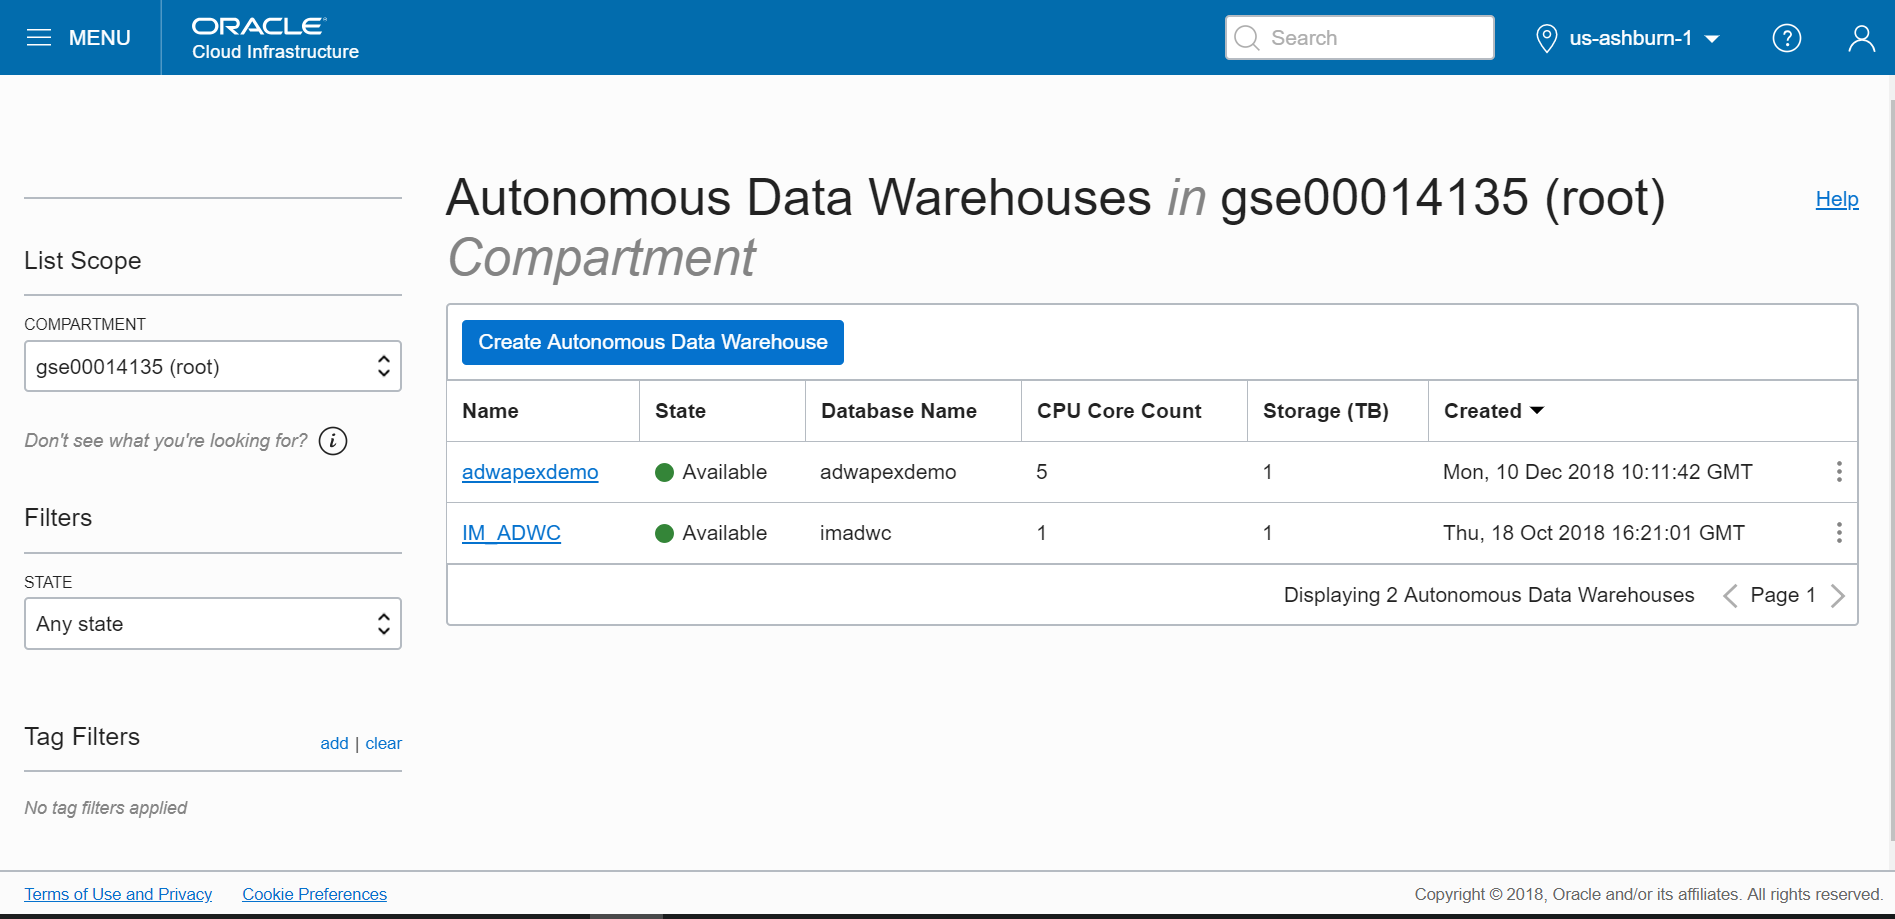 MENU
ORACLE
Cloud Infrastructure
Search
us-ashburn-1
?
List Scope
COMPARTMENT
gse00014135 (root)
Don't see what you're looking for? i
Filters
STATE
Any state
Tag Filters
add | clear
No tag filters applied
Autonomous Data Warehouses in gse00014135 (root)
Compartment
Help
Create Autonomous Data Warehouse
Name State Database Name CPU Core Count Storage (TB) Created
adwapexdemo Available adwapexdemo 5 1 Mon, 10 Dec 2018 10:11:42 GMT
IM_ADWC Available imadwc 1 1 Thu, 18 Oct 2018 16:21:01 GMT
Displaying 2 Autonomous Data Warehouses Page 1
Terms of Use and Privacy Cookie Preferences Copyright © 2018, Oracle and/or its affiliates. All rights reserved.